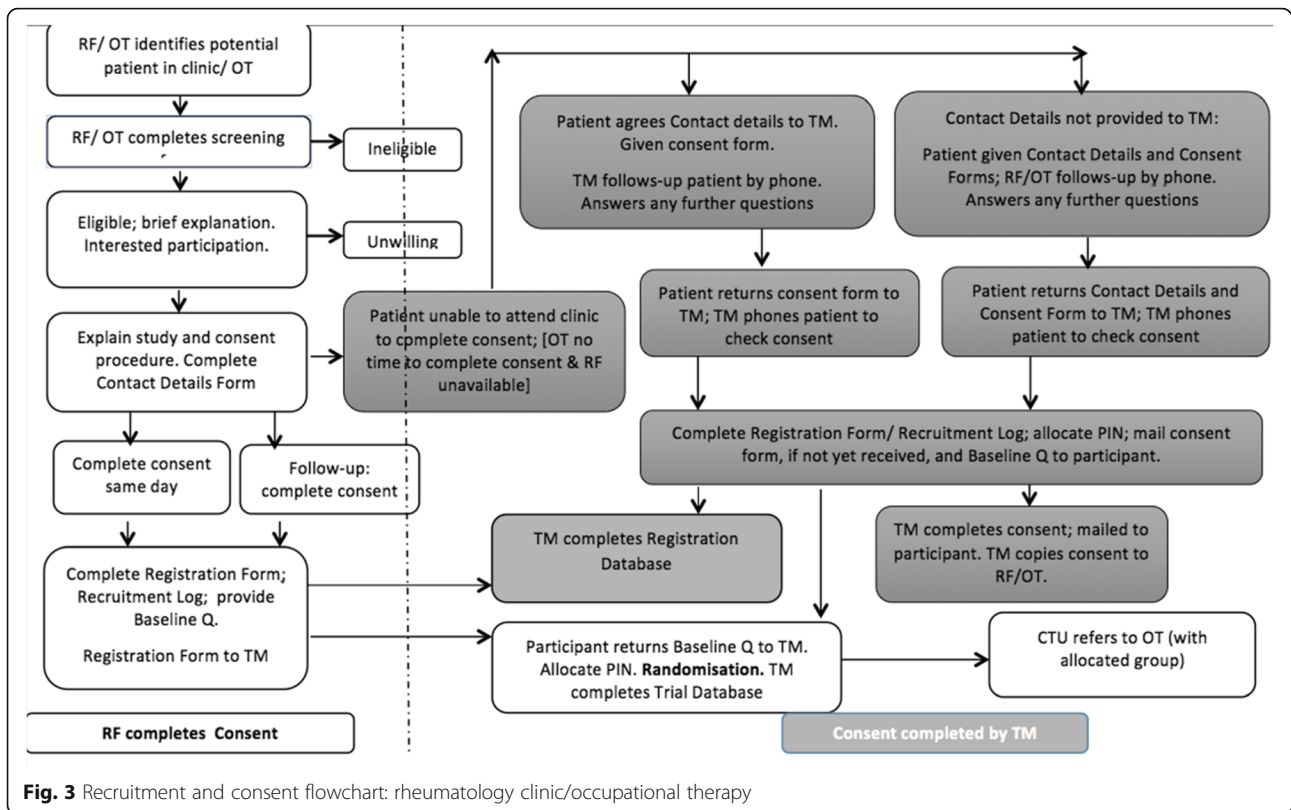 RF/ OT identifies potential
patient in clinic/ OT
RF/ OT completes screening
Ineligible
Eligible; brief explanation.
Interested participation.
Unwilling
Explain study and consent
procedure. Complete
Contact Details Form
Patient unable to attend clinic
to complete consent; [OT no
time to complete consent & RF
unavailable]
Complete consent
same day
Follow-up:
complete consent
Complete Registration Form;
Recruitment Log; provide
Baseline Q.
Registration Form to TM
RF completes Consent
Patient agrees Contact details to TM.
Given consent form.
TM follows-up patient by phone.
Answers any further questions
Contact Details not provided to TM:
Patient given Contact Details and Consent
Forms; RF/OT follows-up by phone.
Answers any further questions
Patient returns consent form to
TM; TM phones patient to
check consent
Patient returns Contact Details and
Consent Form to TM; TM phones
patient to check consent
Complete Registration Form/ Recruitment Log; allocate PIN; mail consent
form, if not yet received, and Baseline Q to participant.
TM completes Registration
Database
TM completes consent; mailed to
participant. TM copies consent to
RF/OT.
Participant returns Baseline Q to TM.
Allocate PIN. Randomisation. TM
completes Trial Database
CTU refers to OT (with
allocated group)
Consent completed by TM
Fig. 3 Recruitment and consent flowchart: rheumatology clinic/occupational therapy